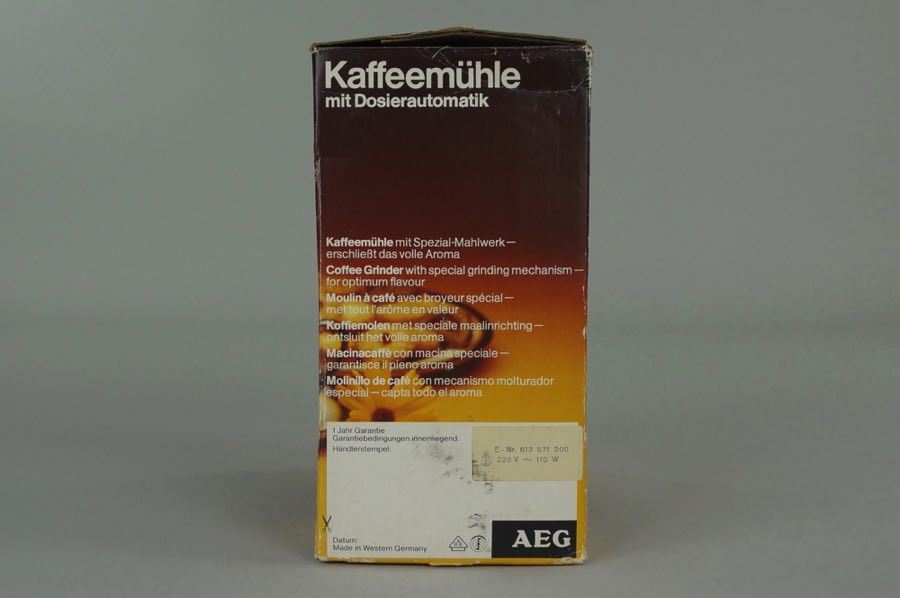 Kaffeemühle
mit Dosierautomatik
Kaffeemühle mit Spezial-Mahlwerk—
erschließt das volle Aroma
Coffee Grinder with special grinding mechanism—
for optimum flavour
Moulin à café avec broyeur spécial—
met tout l'arôme en valeur
Koffiemolen met speciale maalinrichting—
ontsluit het volle aroma
Macinacaffè con macina speciale—
garantisce il pieno aroma
Molinillo de café con mecanismo molturador
especial—capta todo el aroma
1 Jahr Garantie
Garantiebedingungen innenliegend
Händlerstempel:
E-Nr. 613 671 200
220 V ~ 110 W
Datum:
Made in Western Germany
AEG